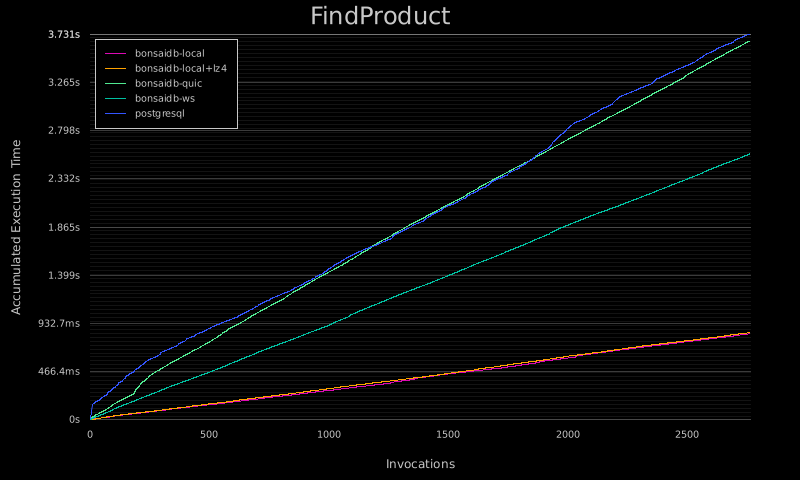 FindProduct
3.731s
3.265s
2.798s
2.332s
1.865s
1.399s
932.7ms
466.4ms
0s
Accumulated Execution Time
bonsaidb-local
bonsaidb-local+lz4
bonsaidb-quic
bonsaidb-ws
postgresql
0 500 1000 1500 2000 2500
Invocations